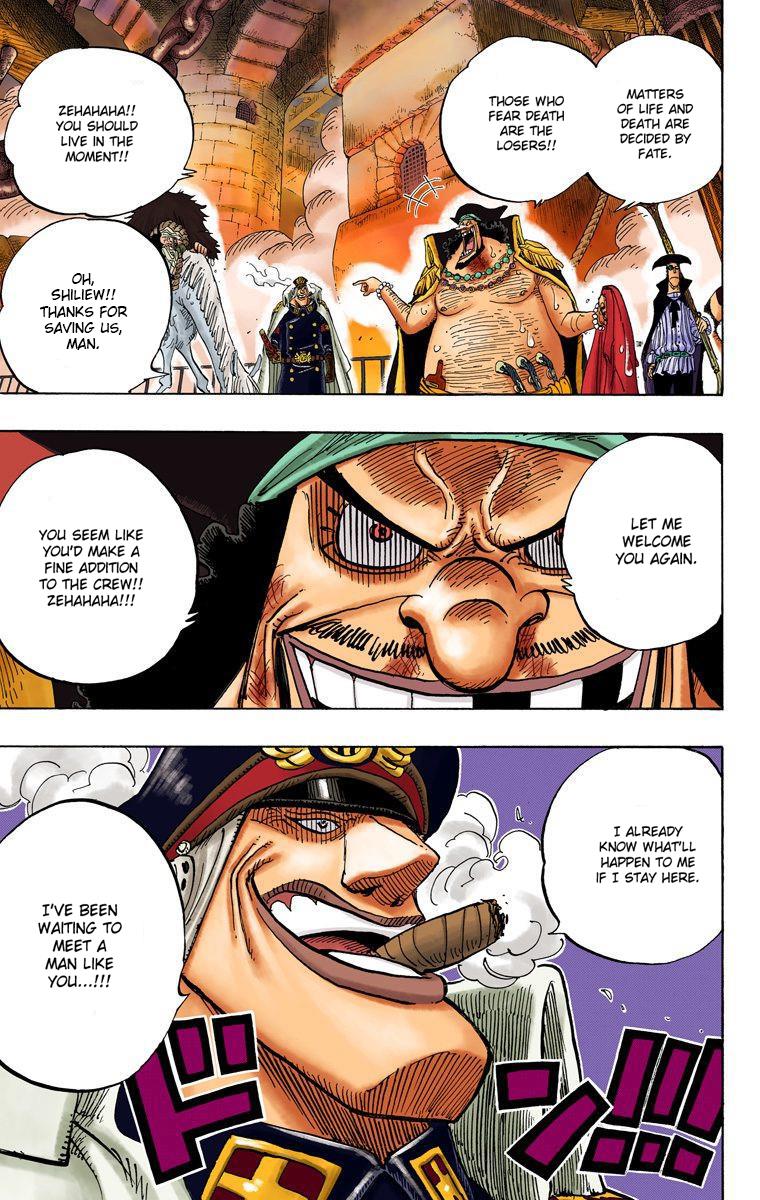 MATTERS
OF LIFE AND
DEATH ARE
DECIDED BY
FATE.
THOSE WHO
FEAR DEATH
ARE THE
LOSERS!!
ZEHAHAHA!!
YOU SHOULD
LIVE IN THE
MOMENT!!
OH,
SHILIEW!!
THANKS FOR
SAVING US,
MAN.
LET ME
WELCOME
YOU AGAIN.
YOU SEEM LIKE
YOU'D MAKE A
FINE ADDITION
TO THE CREW!!
ZEHAHAHA!!!
I ALREADY
KNOW WHAT'LL
HAPPEN TO ME
IF I STAY HERE.
I'VE BEEN
WAITING TO
MEET A
MAN LIKE
YOU...!!!
ドン!!!